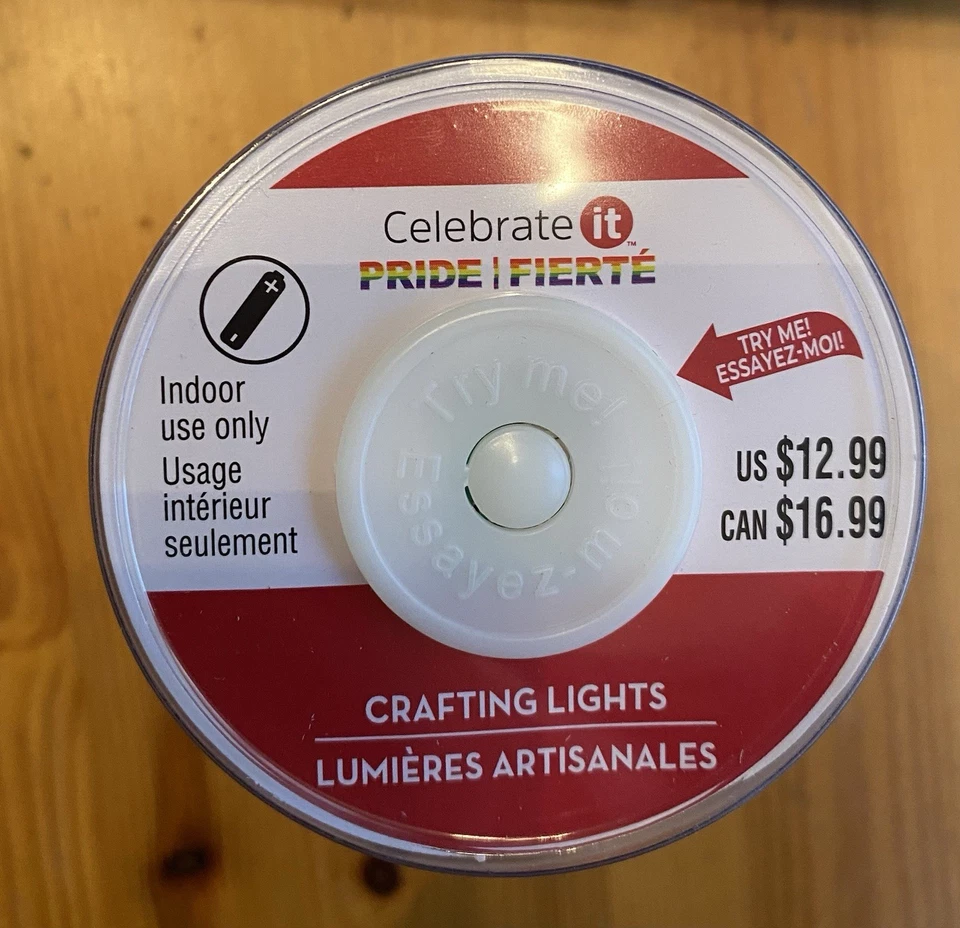 Celebrate it™
PRIDE | FIERTÉ
Indoor
use only
Usage
intérieur
seulement
Try me!
Essayez-moi!
TRY ME!
ESSAYEZ-MOI!
US $12.99
CAN $16.99
CRAFTING LIGHTS
LUMIÈRES ARTISANALES